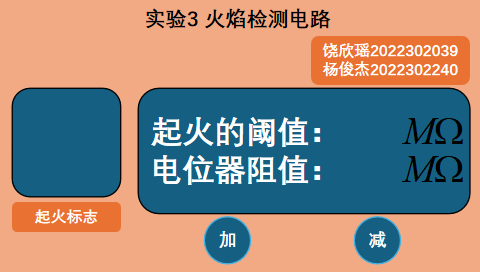 实验3 火焰检测电路
饶欣瑶2022302039
杨俊杰2022302240
起火的阈值： MΩ
电位器阻值： MΩ
起火标志
加
减